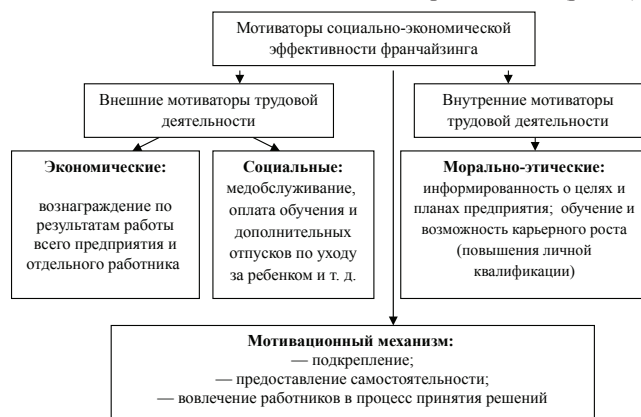 Мотиваторы социально-экономической
эффективности франчайзинга
Внешние мотиваторы трудовой
деятельности
Внутренние мотиваторы
трудовой деятельности
Экономические:
вознаграждение по
результатам работы
всего предприятия и
отдельного работника
Социальные:
медобслуживание,
оплата обучения и
дополнительных
отпусков по уходу
за ребенком и т. д.
Морально-этические:
информированность о целях и
планах предприятия; обучение и
возможность карьерного роста
(повышения личной
квалификации)
Мотивационный механизм:
— подкрепление;
— предоставление самостоятельности;
— вовлечение работников в процесс принятия решений